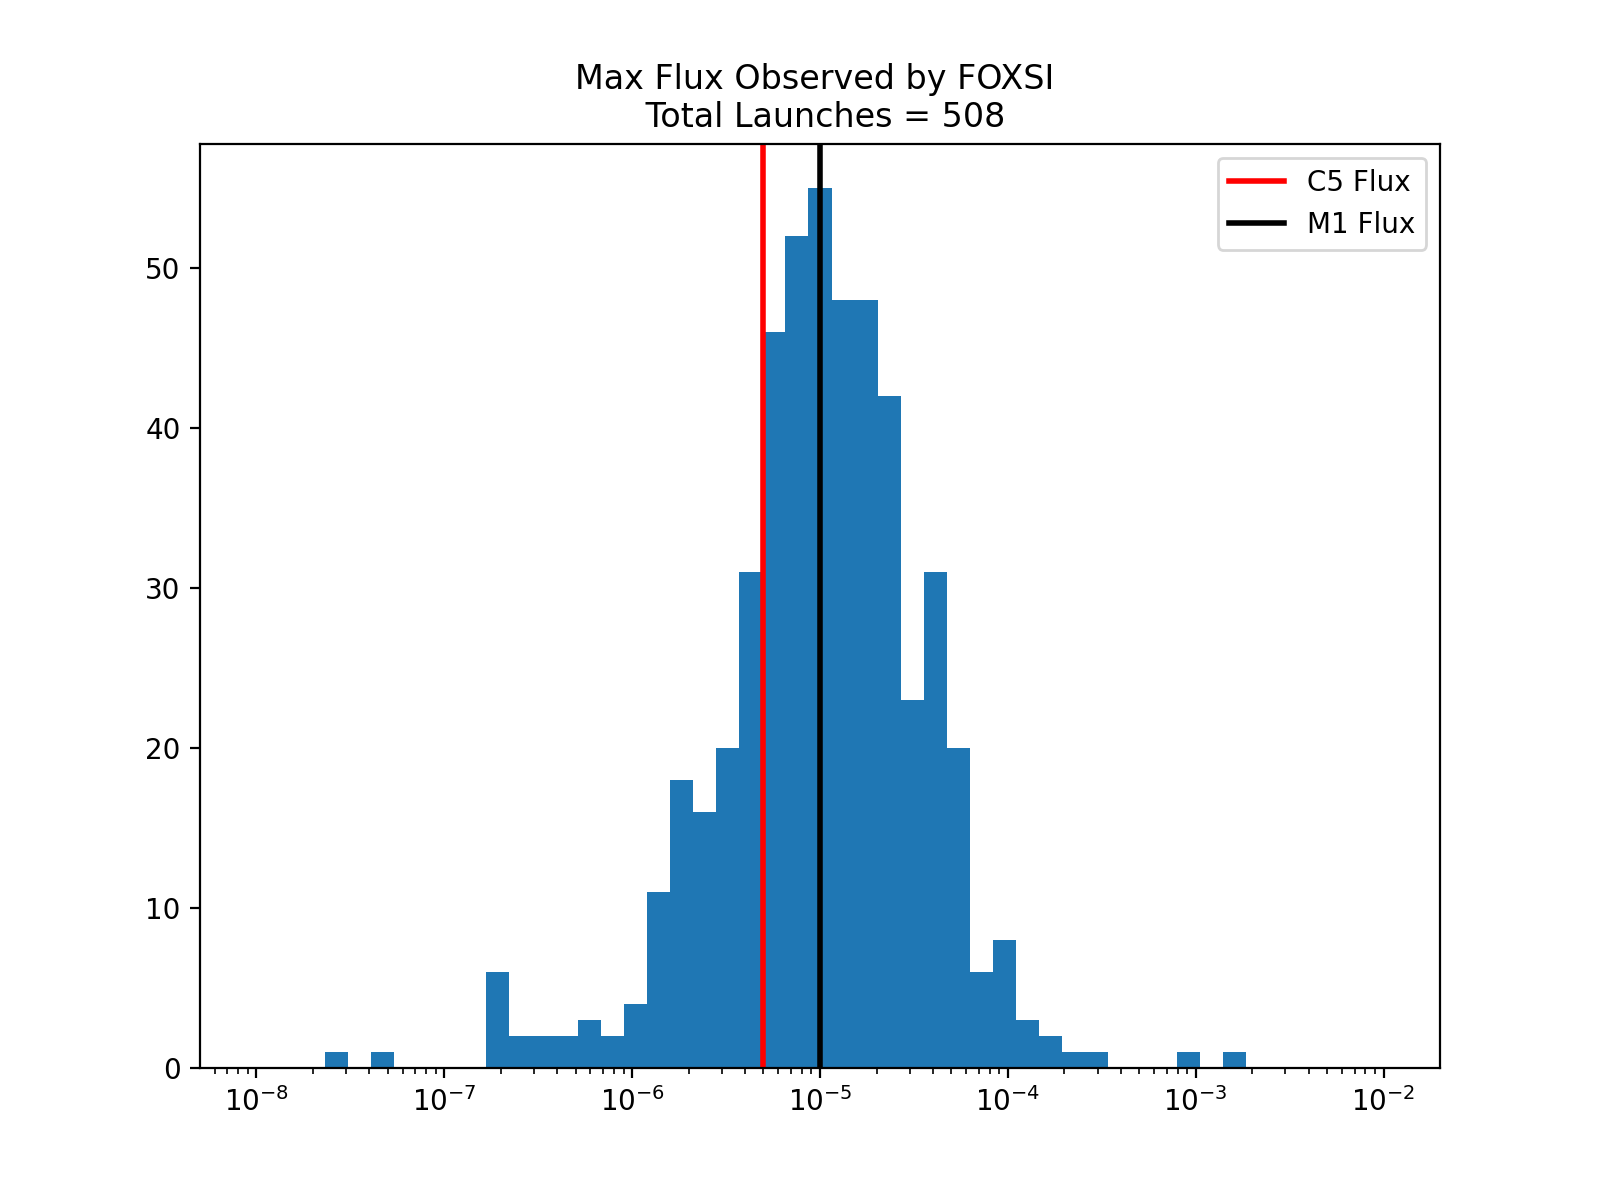 Max Flux Observed by FOXSI
Total Launches = 508
C5 Flux
M1 Flux
50
40
30
20
10
0
10⁻⁸ 10⁻⁷ 10⁻⁶ 10⁻⁵ 10⁻⁴ 10⁻³ 10⁻²